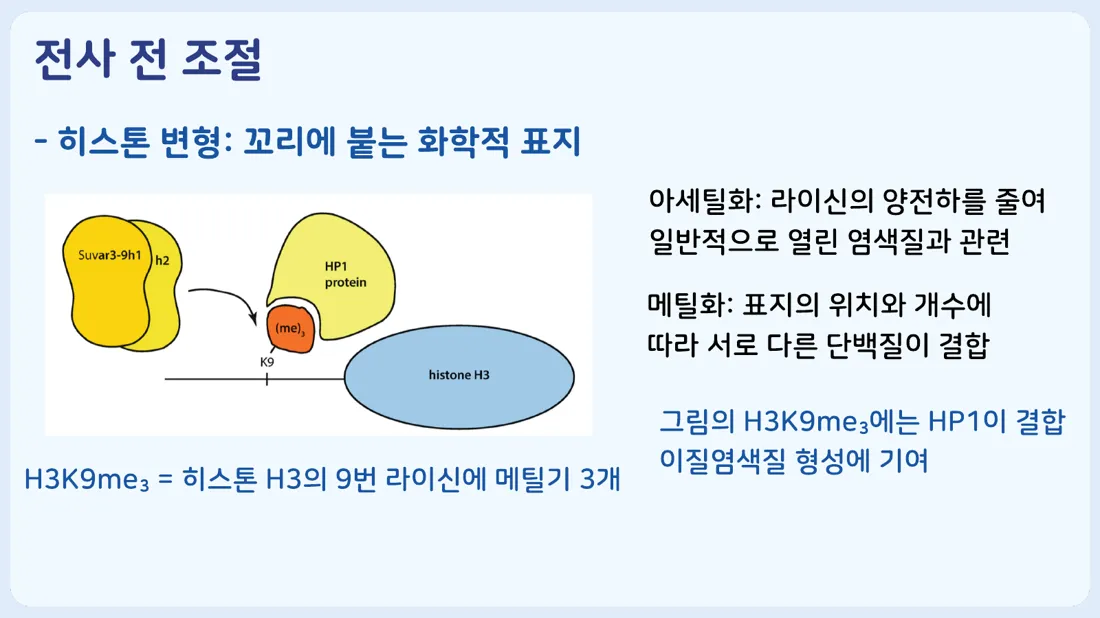 전사 전 조절
- 히스톤 변형: 꼬리에 붙는 화학적 표지
Suvar3-9h1
h2
HP1
protein
(me)₃
K9
histone H3
H3K9me₃ = 히스톤 H3의 9번 라이신에 메틸기 3개
아세틸화: 라이신의 양전하를 줄여
일반적으로 열린 염색질과 관련
메틸화: 표지의 위치와 개수에
따라 서로 다른 단백질이 결합
그림의 H3K9me₃에는 HP1이 결합
이질염색질 형성에 기여